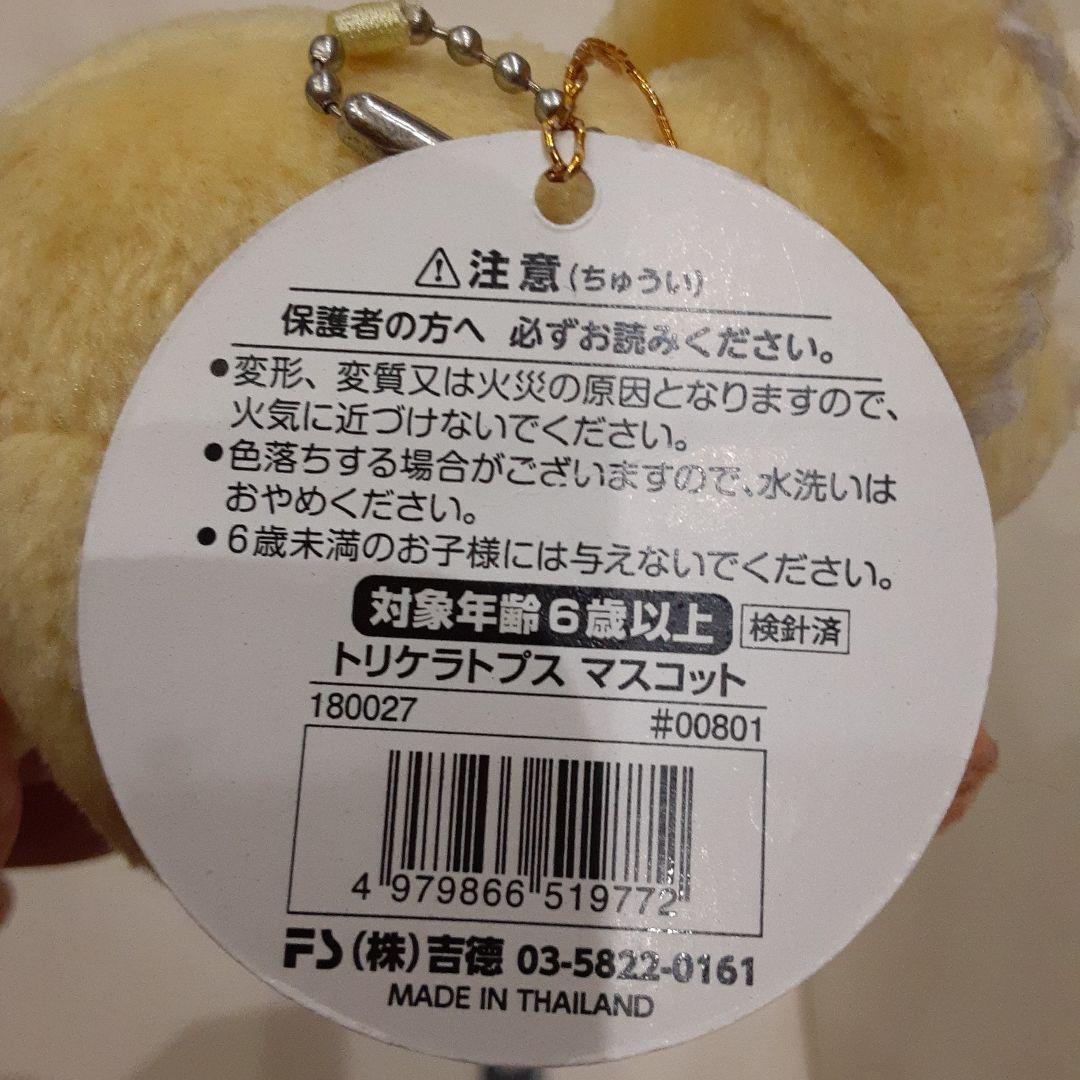 ⚠注意(ちゅうい)
保護者の方へ 必ずお読みください。
●変形、変質又は火災の原因となりますので、
火気に近づけないでください。
●色落ちする場合がございますので、水洗いは
おやめください。
●6歳未満のお子様には与えないでください。
対象年齢6歳以上 検針済
トリケラトプス マスコット
180027 #00801
4 979866 519772
(株)吉德 03-5822-0161
MADE IN THAILAND